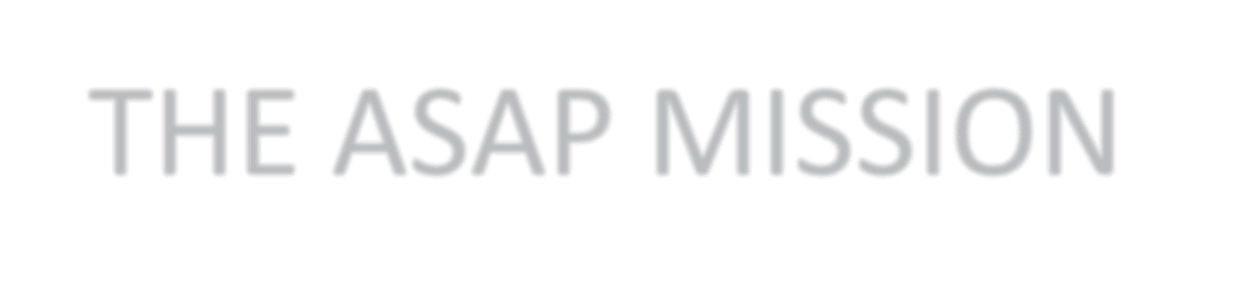 THE ASAP MISSION